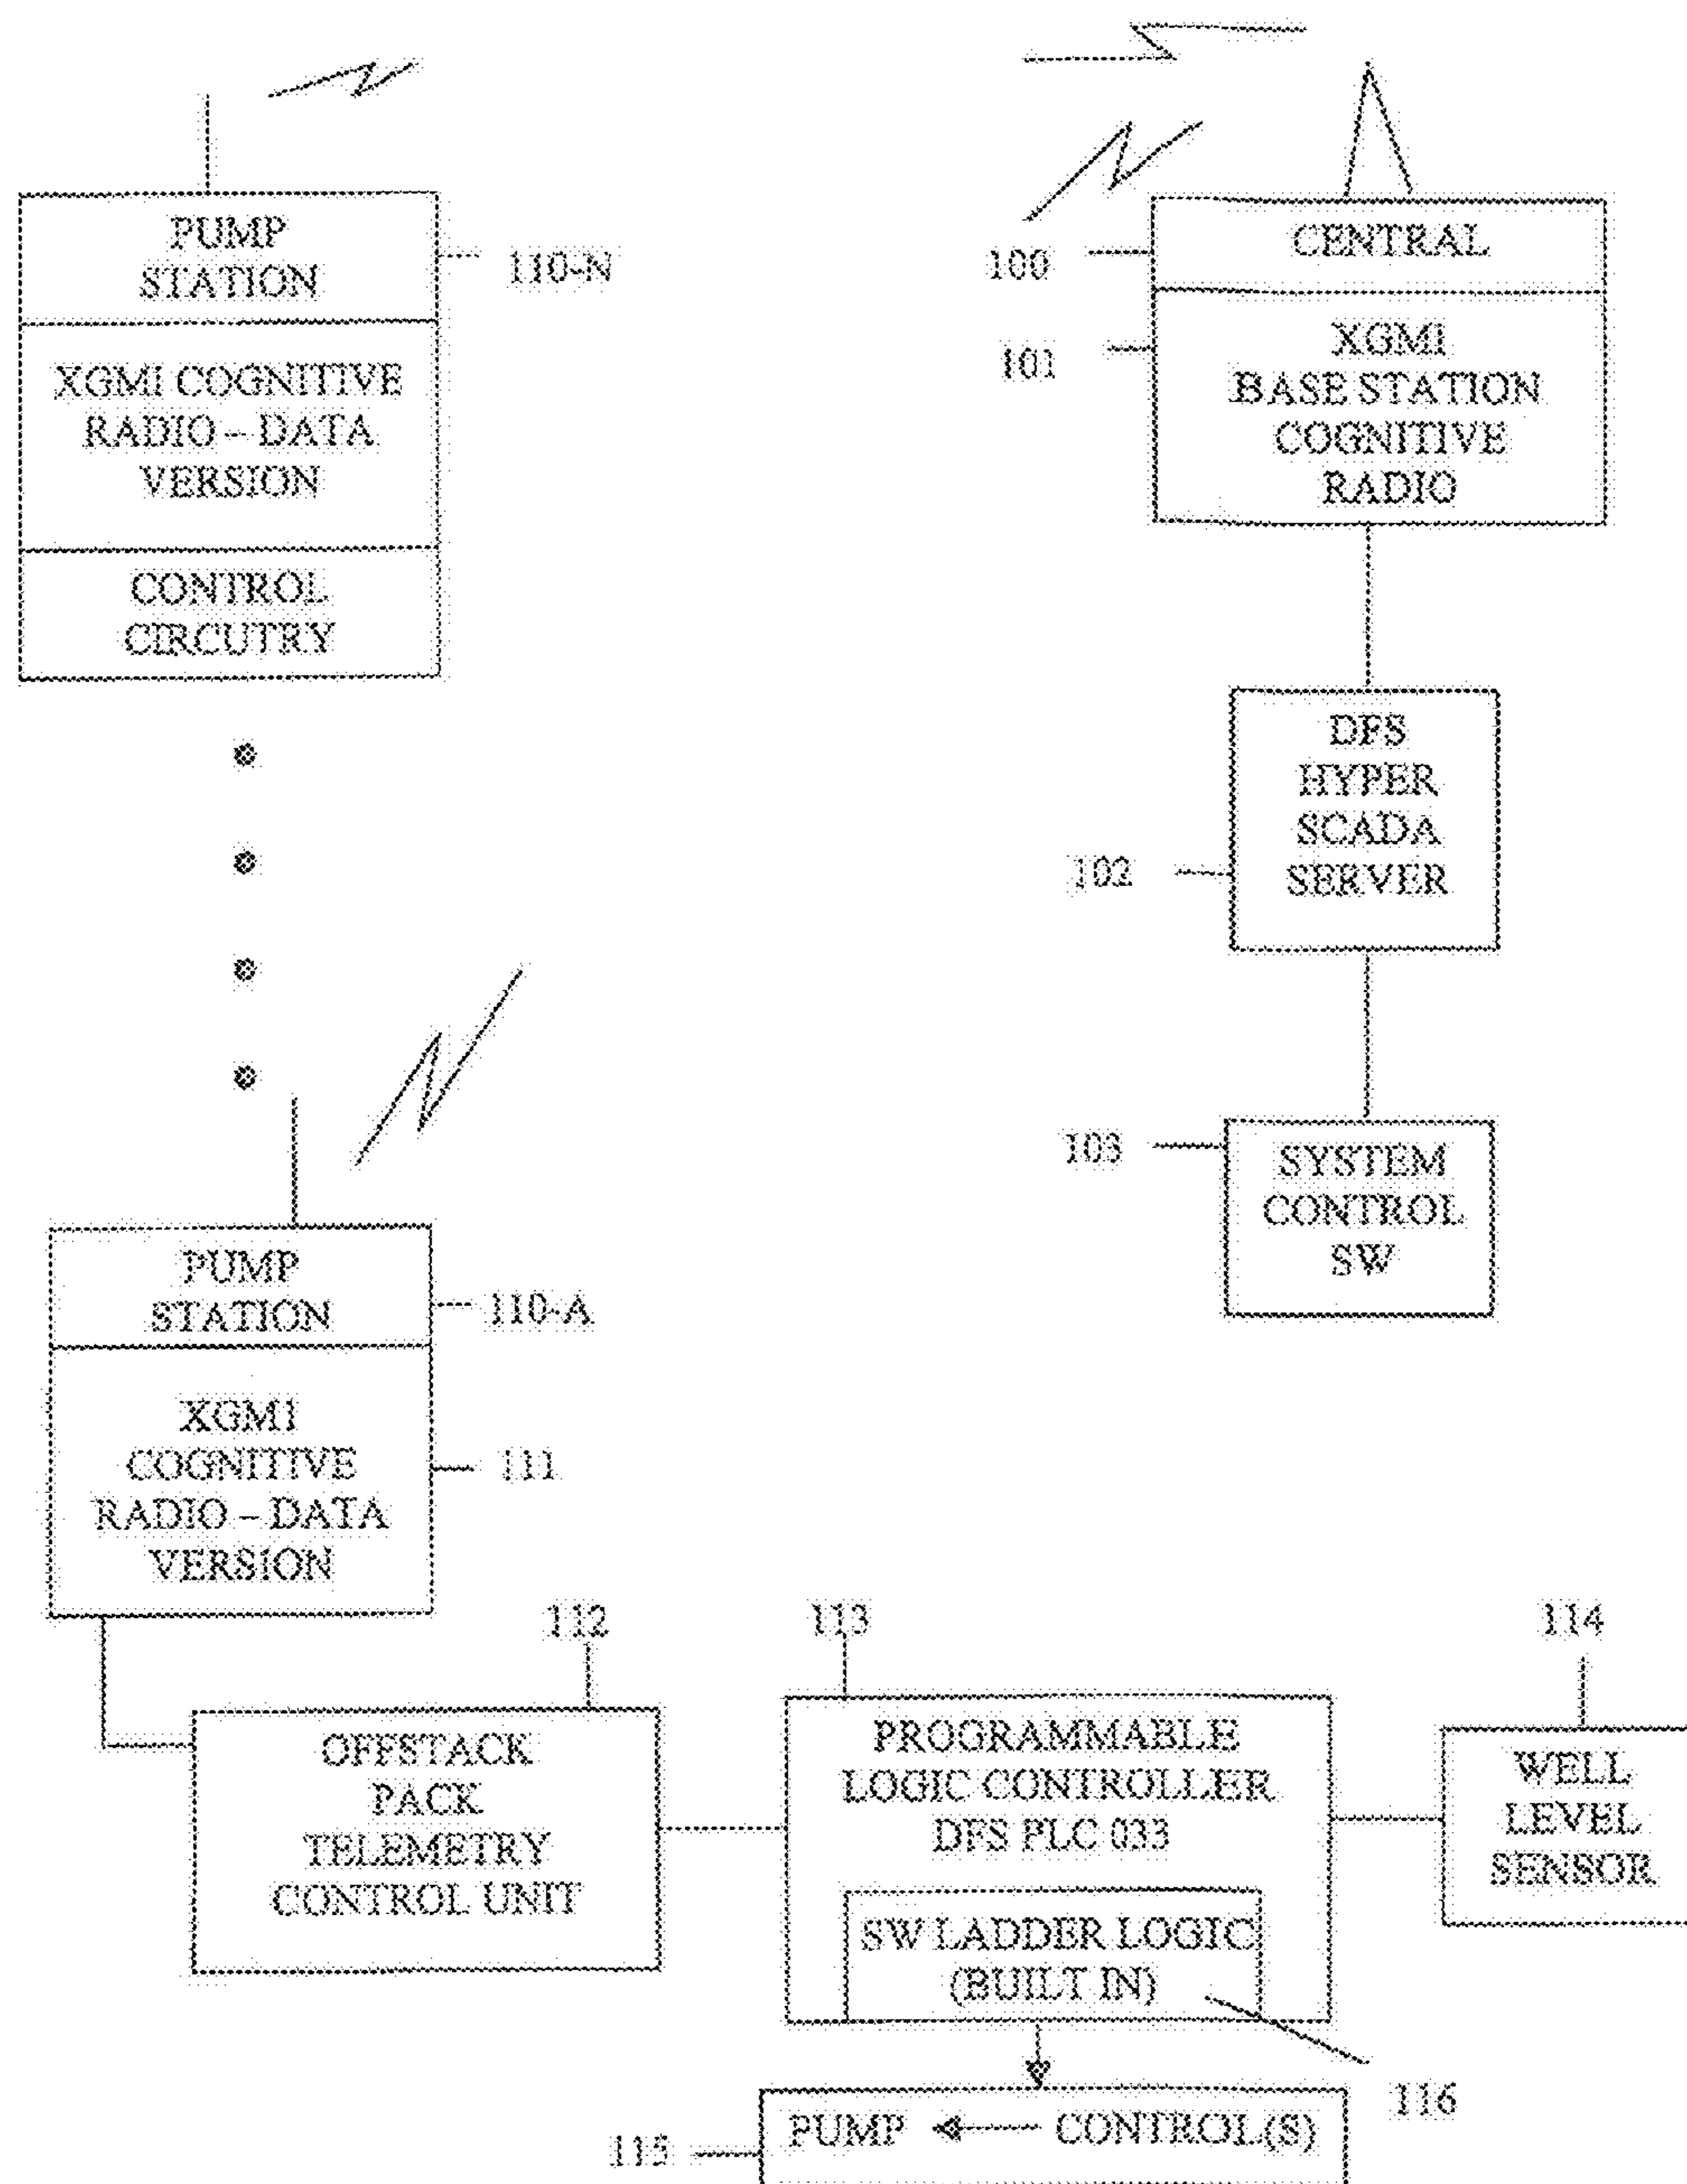 PUMP
STATION
110-N
XGMI COGNITIVE
RADIO – DATA
VERSION
CONTROL
CIRCUTRY
100
CENTRAL
101
XGMI
BASE STATION
COGNITIVE
RADIO
DFS
HYPER
SCADA
SERVER
102
103
SYSTEM
CONTROL
SW
PUMP
STATION
110-A
XGMI
COGNITIVE
RADIO – DATA
VERSION
111
112
OFFSTACK
PACK
TELEMETRY
CONTROL UNIT
113
PROGRAMMABLE
LOGIC CONTROLLER
DFS PLC 033
SW LADDER LOGIC
(BUILT IN)
114
WELL
LEVEL
SENSOR
116
115
PUMP CONTROL(S)